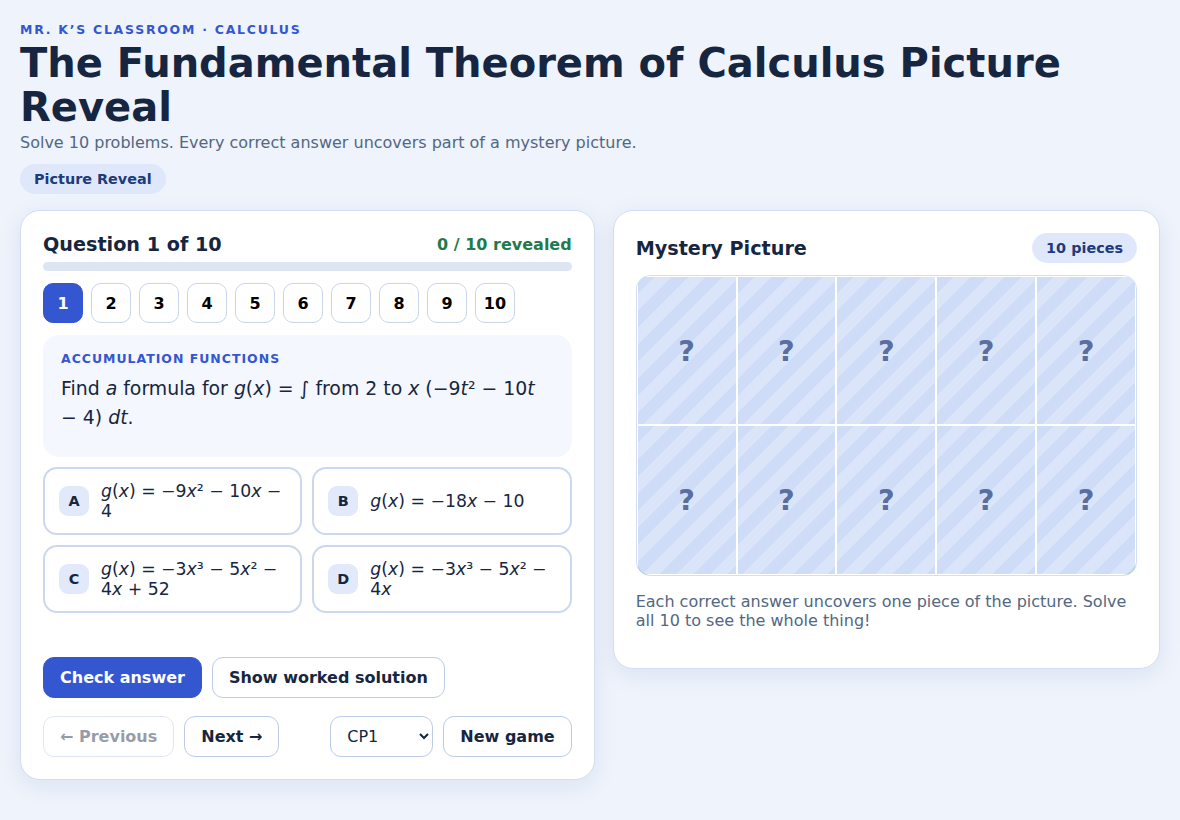 MR. K’S CLASSROOM · CALCULUS
The Fundamental Theorem of Calculus Picture
Reveal
Solve 10 problems. Every correct answer uncovers part of a mystery picture.
Picture Reveal
Question 1 of 10
0 / 10 revealed
1 2 3 4 5 6 7 8 9 10
ACCUMULATION FUNCTIONS
Find a formula for g(x) = ∫ from 2 to x (−9t² − 10t
− 4) dt.
A
g(x) = −9x² − 10x −
4
B
g(x) = −18x − 10
C
g(x) = −3x³ − 5x² −
4x + 52
D
g(x) = −3x³ − 5x² −
4x
Check answer
Show worked solution
← Previous
Next →
CP1
New game
Mystery Picture
10 pieces
? ? ? ? ?
? ? ? ? ?
Each correct answer uncovers one piece of the picture. Solve
all 10 to see the whole thing!